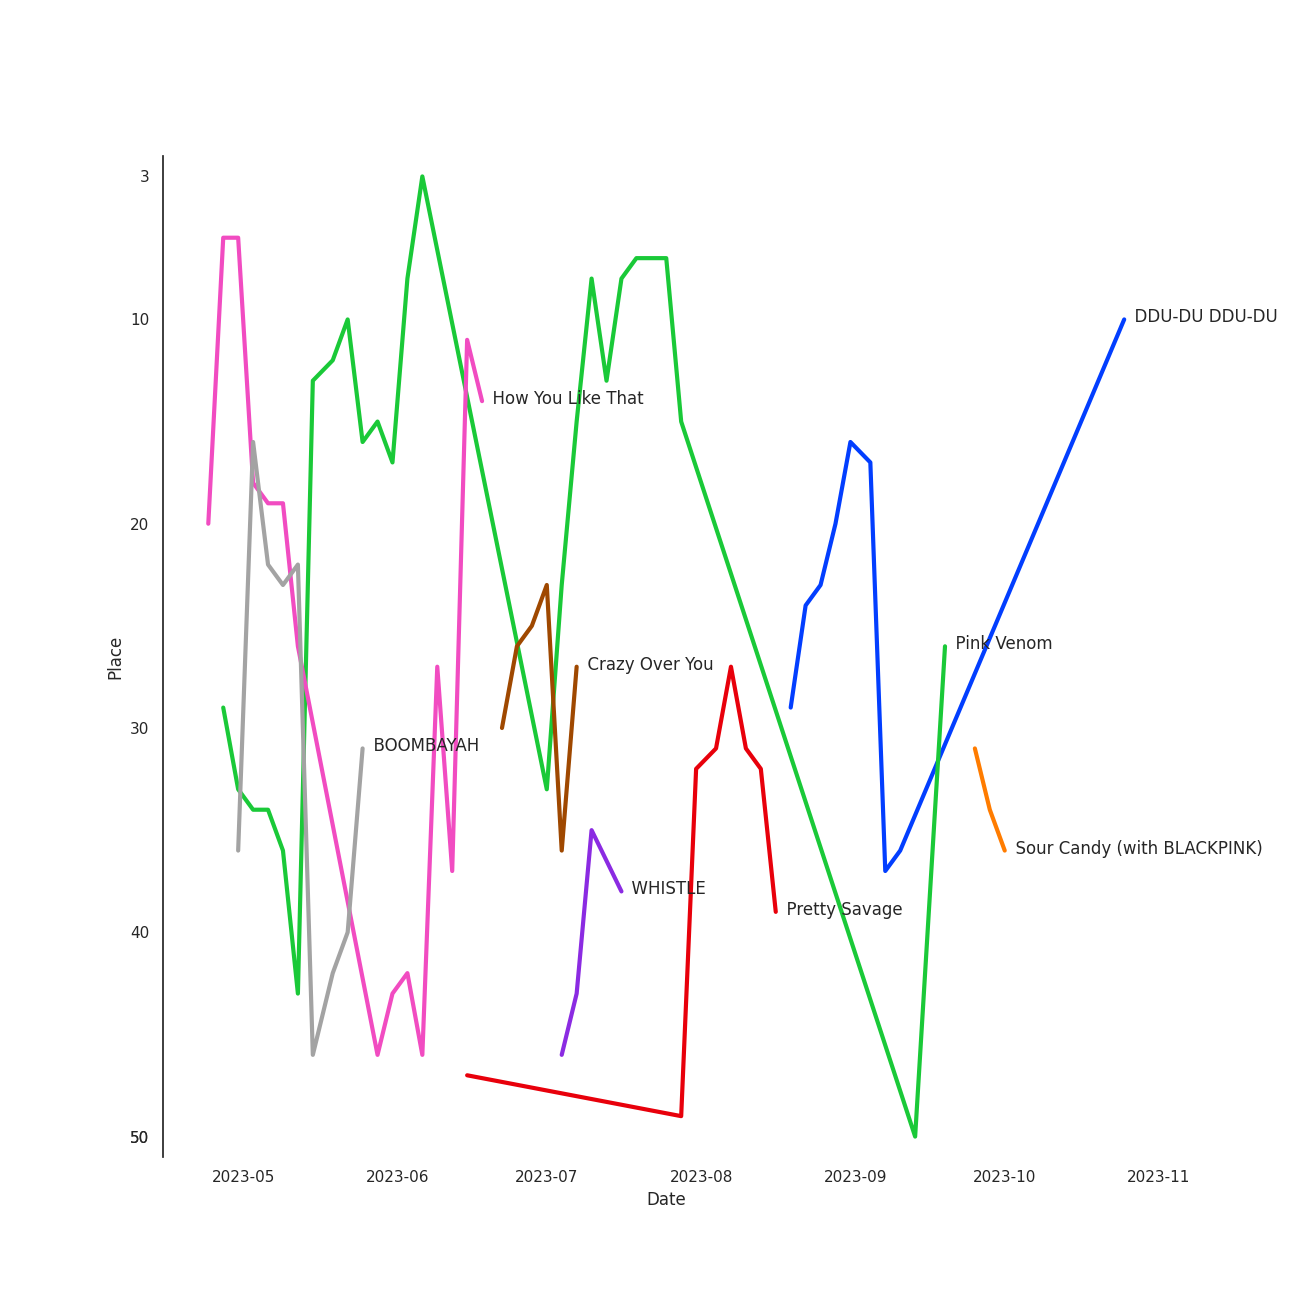 3
10
20
30
40
50
Place
DDU-DU DDU-DU
How You Like That
Pink Venom
Crazy Over You
BOOMBAYAH
Sour Candy (with BLACKPINK)
WHISTLE
Pretty Savage
2023-05
2023-06
2023-07
2023-08
2023-09
2023-10
2023-11
Date